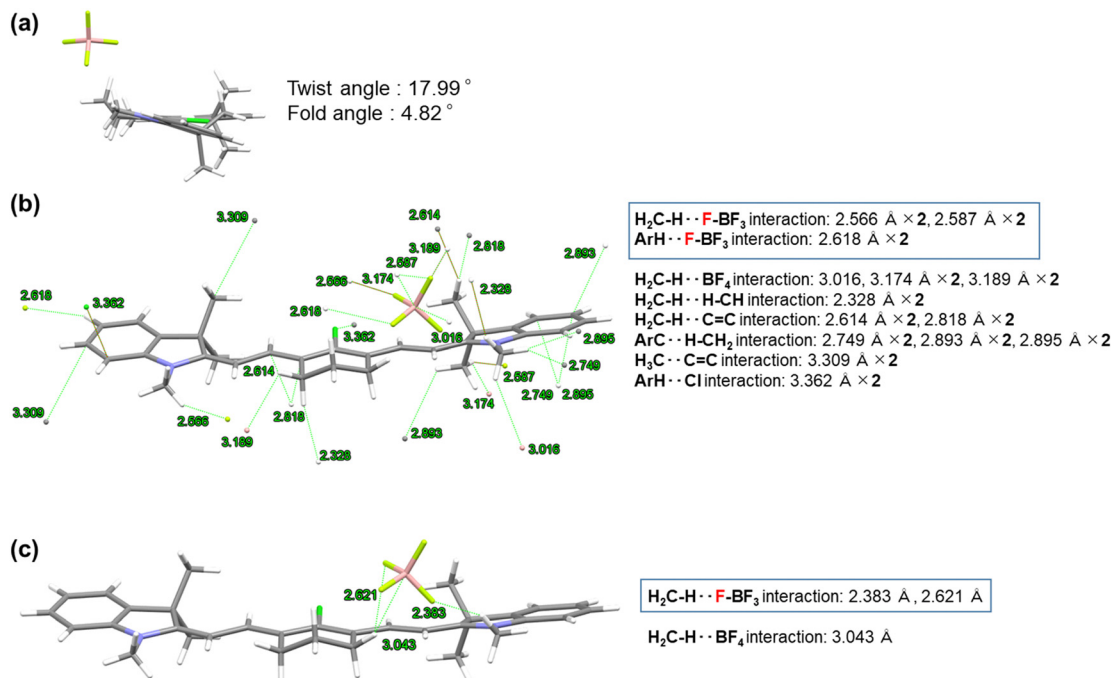 (a)
Twist angle : 17.99°
Fold angle : 4.82°
(b)
3.309
2.614
3.189
2.818
2.893
2.587
3.174
2.566
2.328
2.618
3.362
2.618
3.362
3.016
2.895
2.749
2.614
2.587
3.174
2.749
2.895
3.309
2.566
2.818
3.189
2.893
3.016
2.328
H₂C-H··F-BF₃ interaction: 2.566 Å ×2, 2.587 Å ×2
ArH··F-BF₃ interaction: 2.618 Å ×2
H₂C-H··BF₄ interaction: 3.016, 3.174 Å ×2, 3.189 Å ×2
H₂C-H··H-CH interaction: 2.328 Å ×2
H₂C-H··C=C interaction: 2.614 Å ×2, 2.818 Å ×2
ArC··H-CH₂ interaction: 2.749 Å ×2, 2.893 Å ×2, 2.895 Å ×2
H₃C··C=C interaction: 3.309 Å ×2
ArH··Cl interaction: 3.362 Å ×2
(c)
2.621
2.383
3.043
H₂C-H··F-BF₃ interaction: 2.383 Å, 2.621 Å
H₂C-H··BF₄ interaction: 3.043 Å